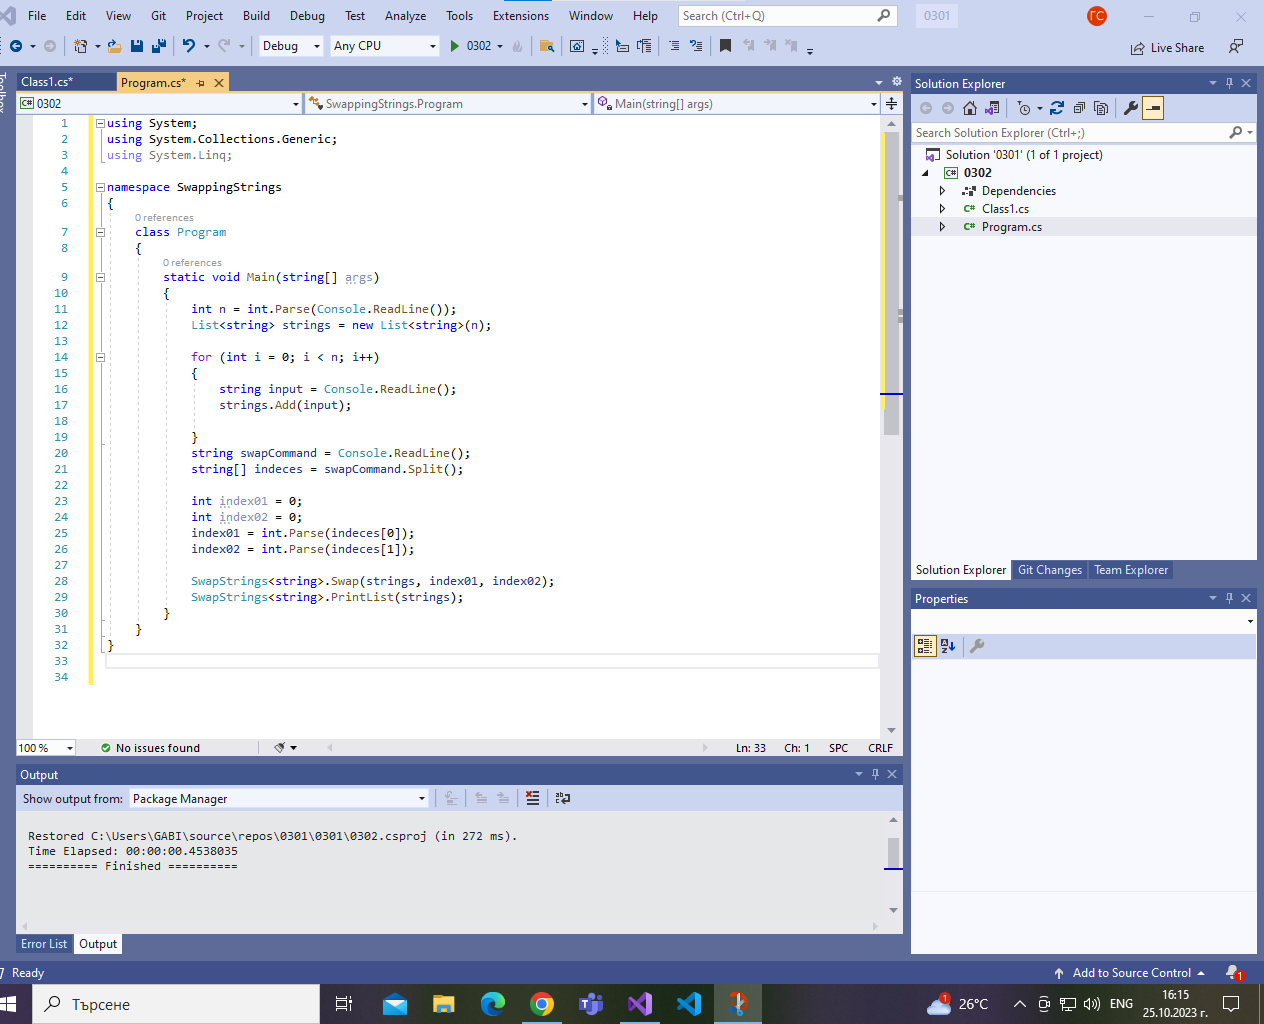 File Edit View Git Project Build Debug Test Analyze Tools Extensions Window Help Search (Ctrl+Q) 0301 ГС
Debug Any CPU 0302 Live Share
Toolbox
Class1.cs* Program.cs*
C# 0302 SwappingStrings.Program Main(string[] args)
1 using System;
2 using System.Collections.Generic;
3 using System.Linq;
4
5 namespace SwappingStrings
6 {
0 references
7 class Program
8 {
0 references
9 static void Main(string[] args)
10 {
11 int n = int.Parse(Console.ReadLine());
12 List<string> strings = new List<string>(n);
13
14 for (int i = 0; i < n; i++)
15 {
16 string input = Console.ReadLine();
17 strings.Add(input);
18
19 }
20 string swapCommand = Console.ReadLine();
21 string[] indeces = swapCommand.Split();
22
23 int index01 = 0;
24 int index02 = 0;
25 index01 = int.Parse(indeces[0]);
26 index02 = int.Parse(indeces[1]);
27
28 SwapStrings<string>.Swap(strings, index01, index02);
29 SwapStrings<string>.PrintList(strings);
30 }
31 }
32 }
33
34
100 % No issues found Ln: 33 Ch: 1 SPC CRLF
Output
Show output from: Package Manager
Restored C:\Users\GABI\source\repos\0301\0301\0302.csproj (in 272 ms).
Time Elapsed: 00:00:00.4538035
========== Finished ==========
Error List Output
Solution Explorer
Search Solution Explorer (Ctrl+;)
Solution '0301' (1 of 1 project)
C# 0302
Dependencies
C# Class1.cs
C# Program.cs
Solution Explorer Git Changes Team Explorer
Properties
Ready Add to Source Control 1
Търсене 1 26°C ENG 16:15
25.10.2023 г.